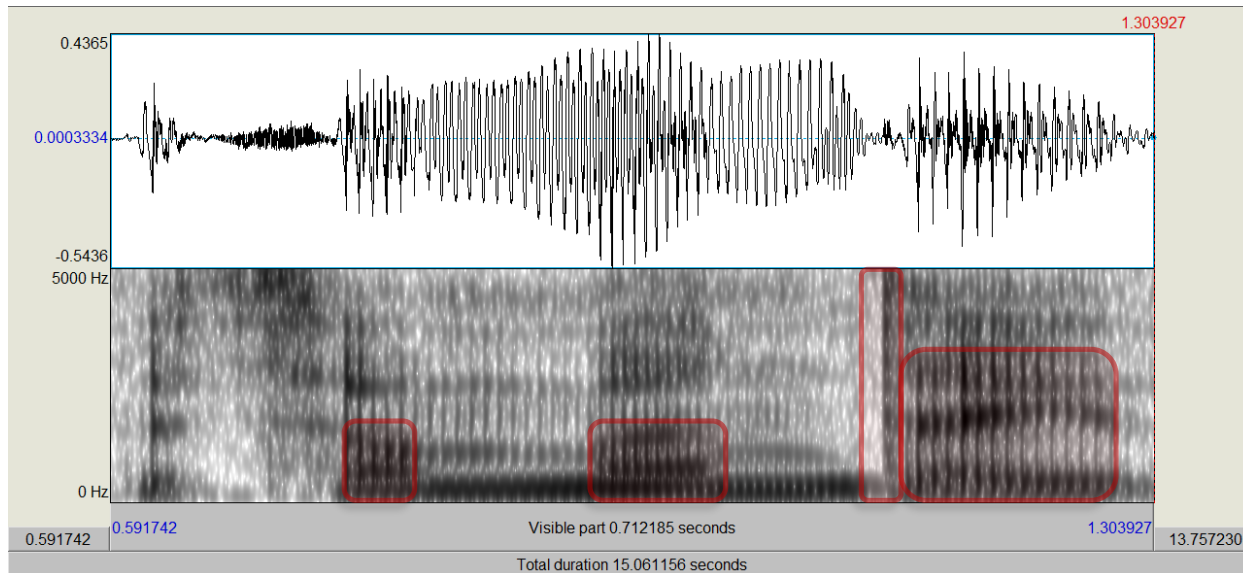 1.303927
0.4365
0.0003334
-0.5436
5000 Hz
0 Hz
0.591742 Visible part 0.712185 seconds 1.303927
0.591742 13.757230
Total duration 15.061156 seconds